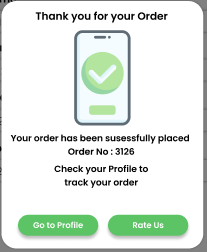 Thank you for your Order
Your order has been susessfully placed
Order No : 3126
Check your Profile to
track your order
Go to Profile
Rate Us